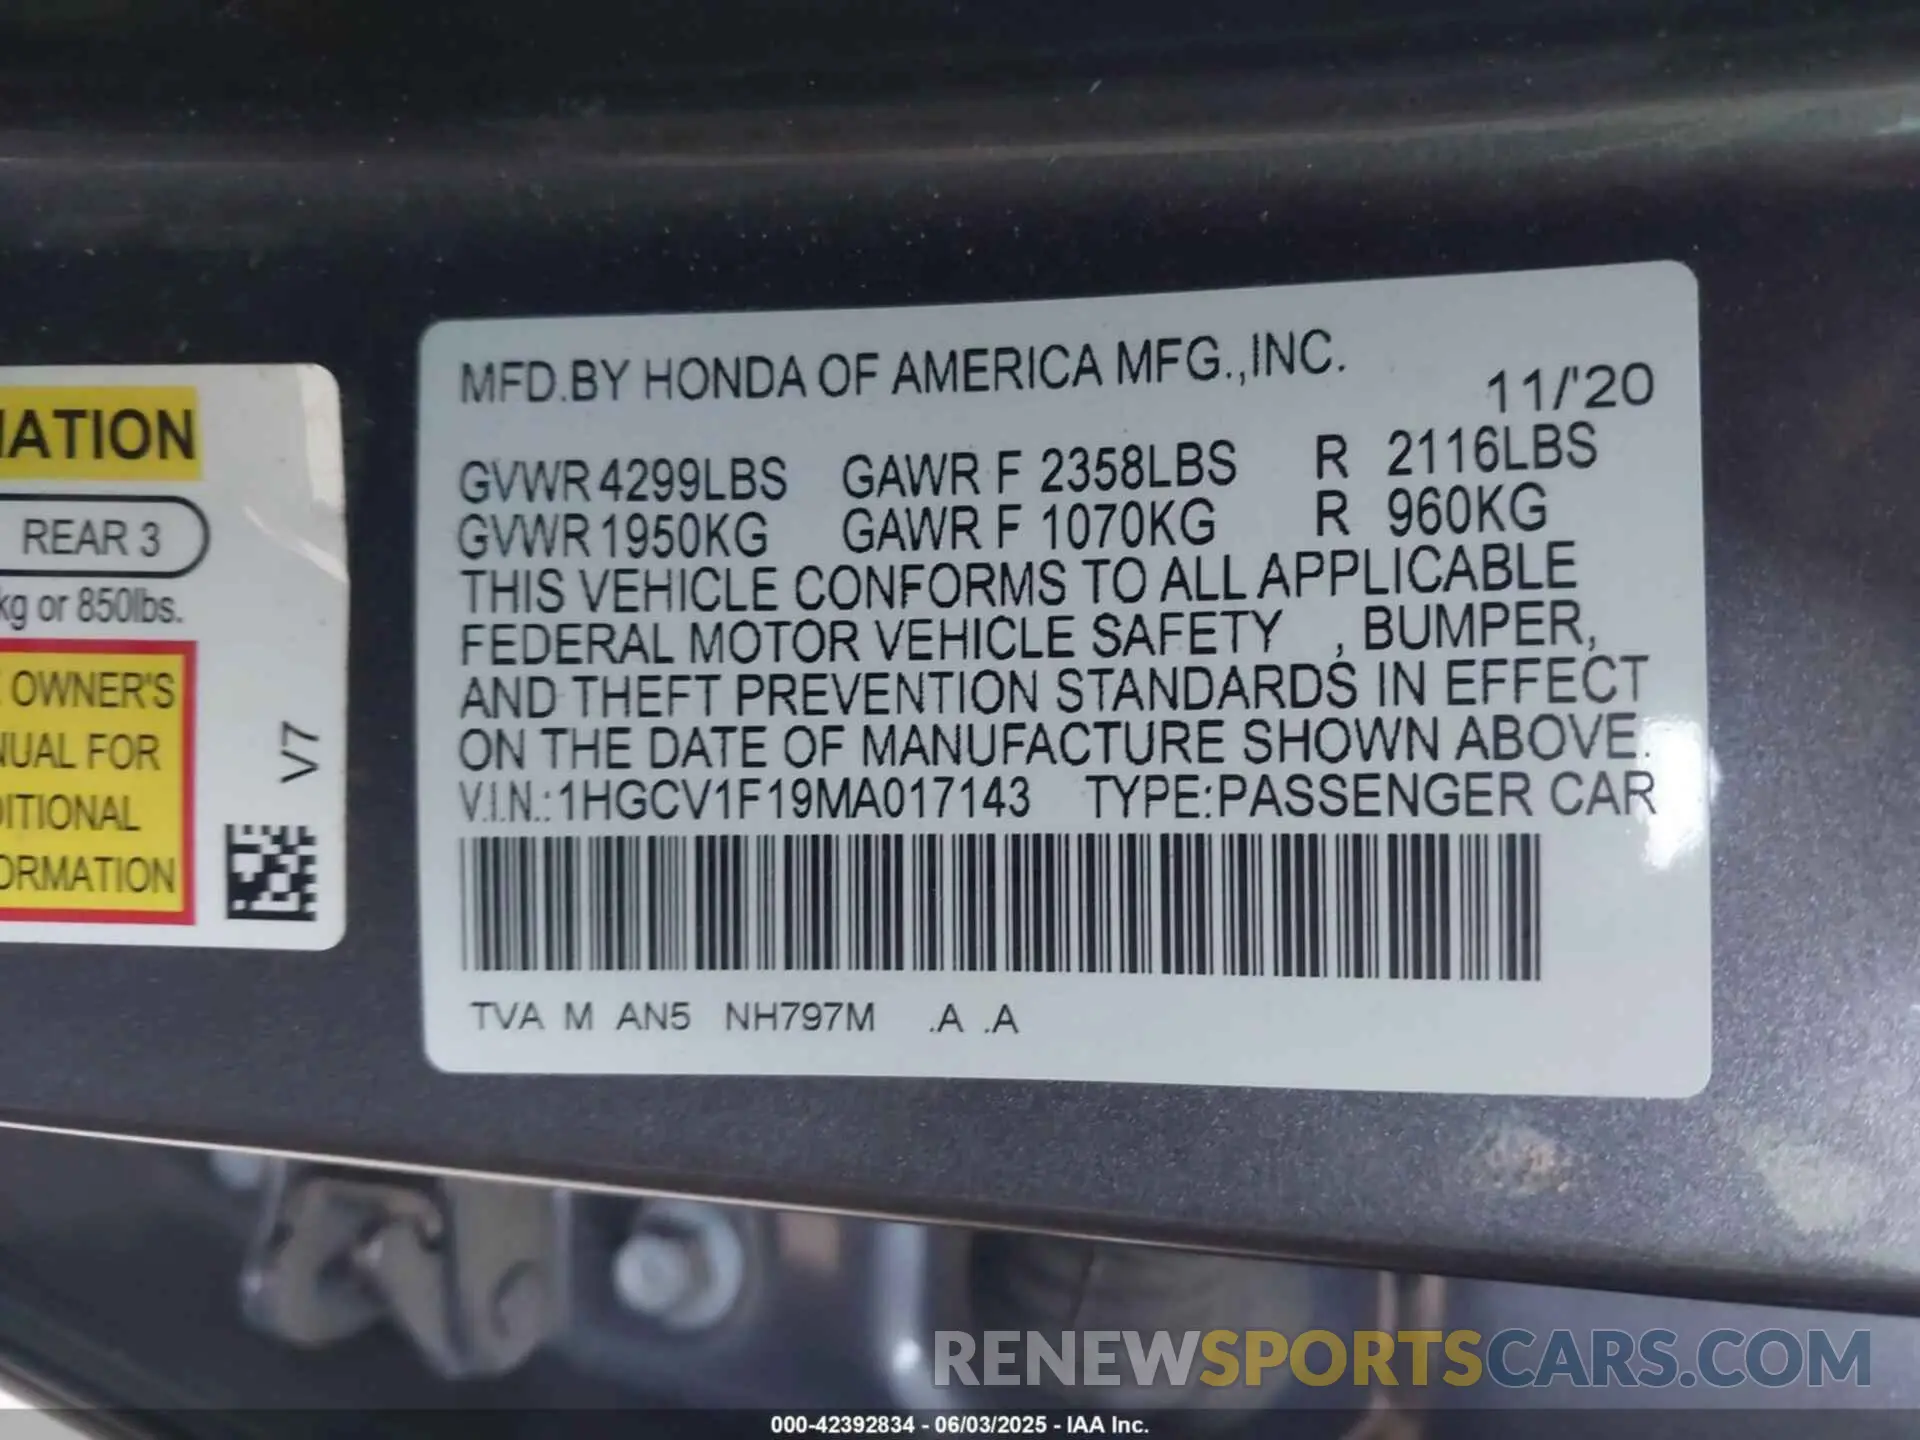 MFD.BY HONDA OF AMERICA MFG.,INC.
11/'20
GVWR 4299LBS GAWR F 2358LBS R 2116LBS
GVWR 1950KG GAWR F 1070KG R 960KG
THIS VEHICLE CONFORMS TO ALL APPLICABLE
FEDERAL MOTOR VEHICLE SAFETY , BUMPER,
AND THEFT PREVENTION STANDARDS IN EFFECT
ON THE DATE OF MANUFACTURE SHOWN ABOVE.
V.I.N.:1HGCV1F19MA017143 TYPE:PASSENGER CAR
TVA M AN5 NH797M .A .A
REAR 3
kg or 850lbs.
OWNER'S
FOR
V7
RENEWSPORTSCARS.COM
000-42392834 - 06/03/2025 - IAA Inc.